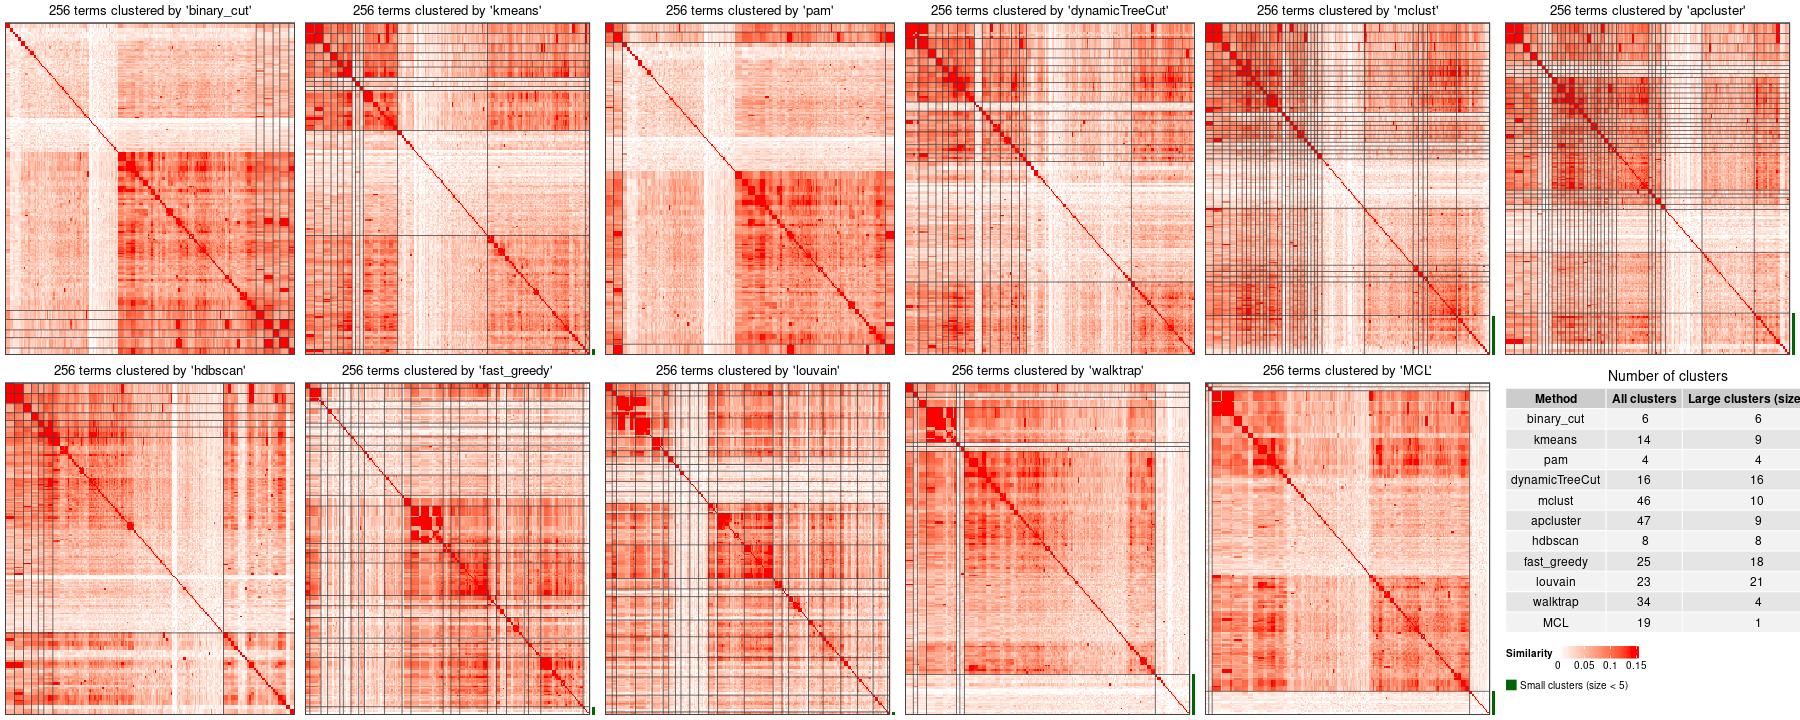 256 terms clustered by 'binary_cut'
256 terms clustered by 'kmeans'
256 terms clustered by 'pam'
256 terms clustered by 'dynamicTreeCut'
256 terms clustered by 'mclust'
256 terms clustered by 'apcluster'
256 terms clustered by 'hdbscan'
256 terms clustered by 'fast_greedy'
256 terms clustered by 'louvain'
256 terms clustered by 'walktrap'
256 terms clustered by 'MCL'
Number of clusters
Method All clusters Large clusters (size
binary_cut 6 6
kmeans 14 9
pam 4 4
dynamicTreeCut 16 16
mclust 46 10
apcluster 47 9
hdbscan 8 8
fast_greedy 25 18
louvain 23 21
walktrap 34 4
MCL 19 1
Similarity
0 0.05 0.1 0.15
Small clusters (size < 5)